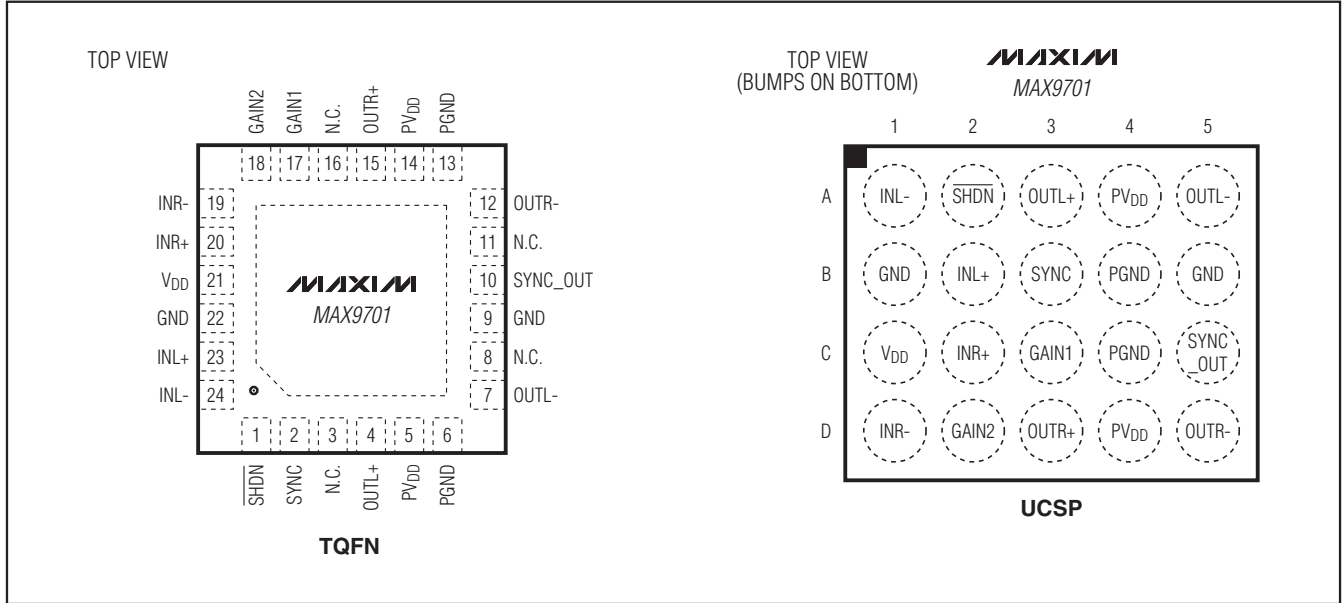 TOP VIEW
GAIN2
GAIN1
N.C.
OUTR+
PVDD
PGND
18 17 16 15 14 13
INR- 19
INR+ 20
VDD 21
GND 22
INL+ 23
INL- 24
MAXIM
MAX9701
12 OUTR-
11 N.C.
10 SYNC_OUT
9 GND
8 N.C.
7 OUTL-
1 2 3 4 5 6
SHDN
SYNC
N.C.
OUTL+
PVDD
PGND
TQFN
TOP VIEW
(BUMPS ON BOTTOM)
MAXIM
MAX9701
1 2 3 4 5
A INL- SHDN OUTL+ PVDD OUTL-
B GND INL+ SYNC PGND GND
C VDD INR+ GAIN1 PGND SYNC
_OUT
D INR- GAIN2 OUTR+ PVDD OUTR-
UCSP